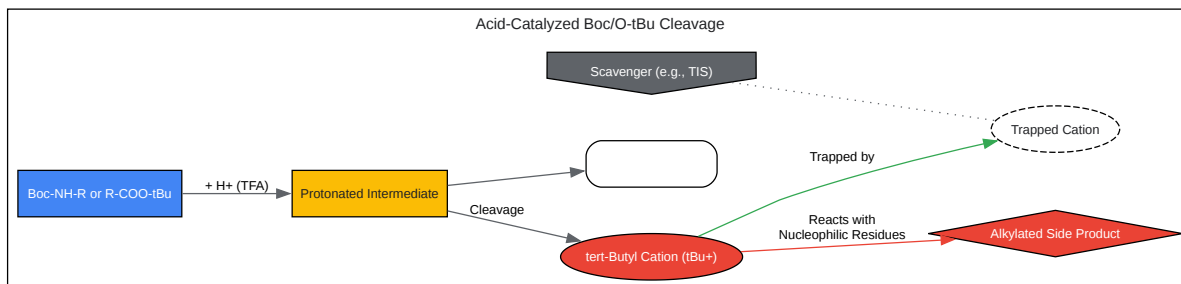 Acid-Catalyzed Boc/O-tBu Cleavage
Scavenger (e.g., TIS)
Trapped Cation
Trapped by
Boc-NH-R or R-COO-tBu
+ H+ (TFA)
Protonated Intermediate
Cleavage
Reacts with
Nucleophilic Residues
Alkylated Side Product
tert-Butyl Cation (tBu+)